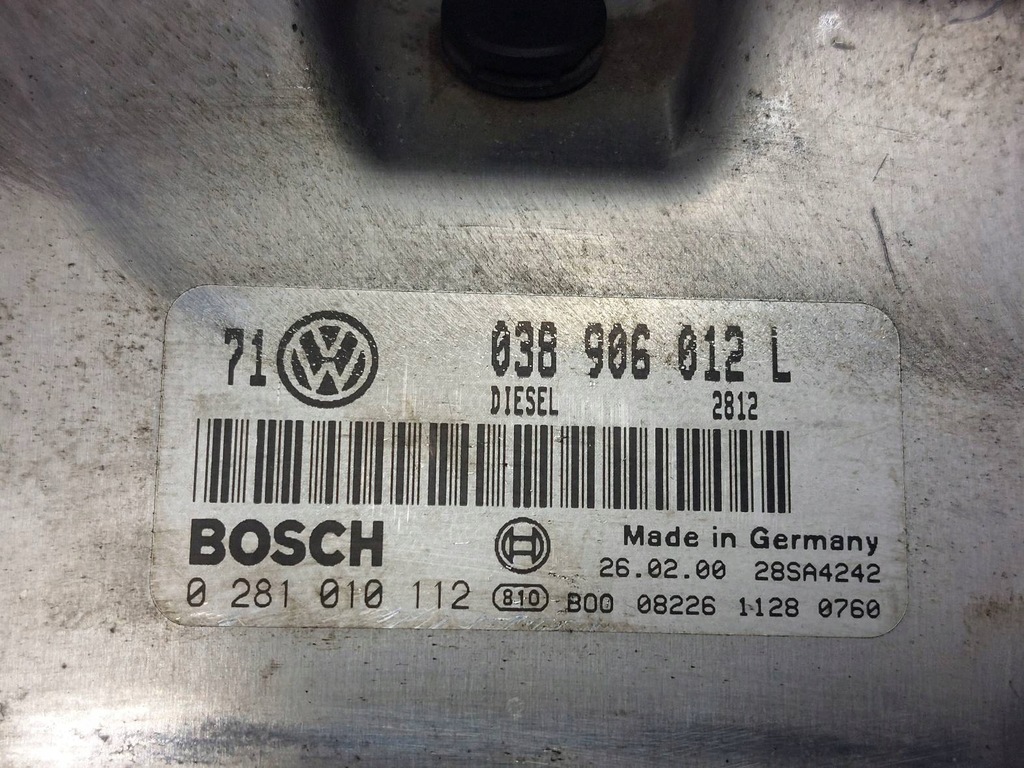 71 038 906 012 L
DIESEL 2812
BOSCH Made in Germany
26.02.00 28SA4242
0 281 010 112 810 B00 08226 1128 0760